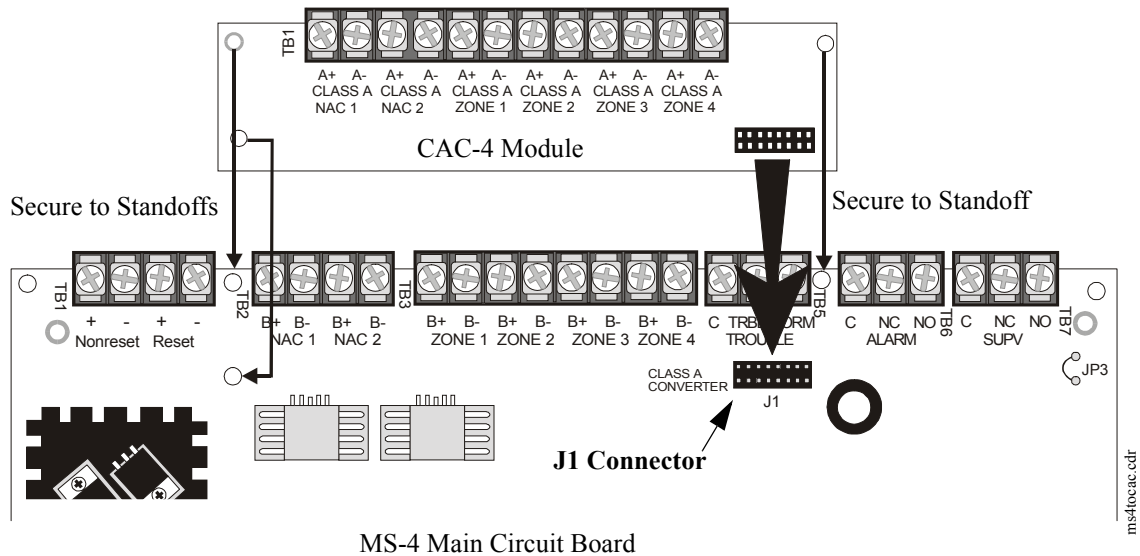 TB1
A+ A- A+ A- A+ A- A+ A- A+ A- A+ A-
CLASS A CLASS A CLASS A CLASS A CLASS A CLASS A
NAC 1 NAC 2 ZONE 1 ZONE 2 ZONE 3 ZONE 4
CAC-4 Module
Secure to Standoffs
Secure to Standoff
TB1
TB2
TB3
TB5
TB6
TB7
+ - + -
Nonreset Reset
B+ B- B+ B-
NAC 1 NAC 2
B+ B- B+ B- B+ B- B+ B-
ZONE 1 ZONE 2 ZONE 3 ZONE 4
C
TROUBLE
C NC NO
ALARM
C NC NO
SUPV
JP3
CLASS A
CONVERTER
J1
J1 Connector
MS-4 Main Circuit Board
ms4tocac.cdr